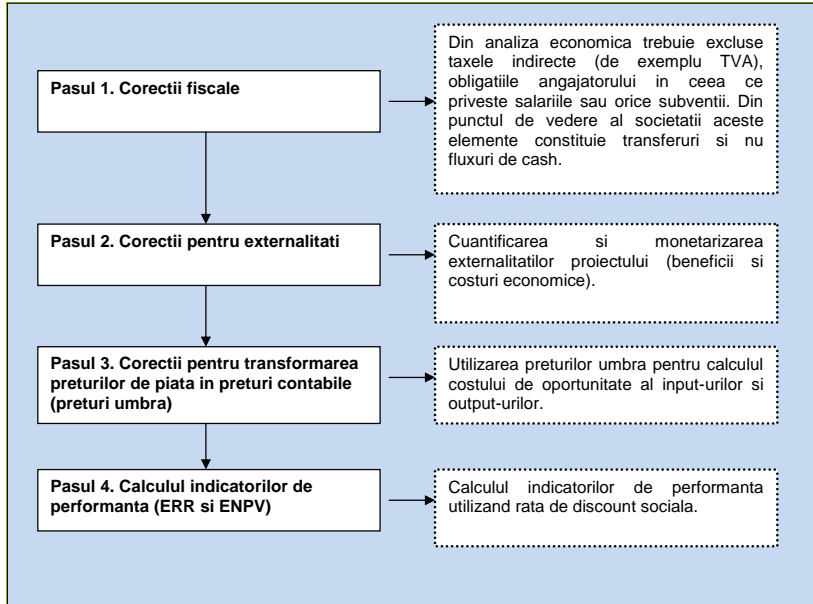 Pasul 1. Corectii fiscale
Din analiza economica trebuie excluse
taxele indirecte (de exemplu TVA),
obligatiile angajatorului in ceea ce
priveste salariile sau orice subventii. Din
punctul de vedere al societatii aceste
elemente constituie transferuri si nu
fluxuri de cash.
Pasul 2. Corectii pentru externalitati
Cuantificarea si monetarizarea
externalitatilor proiectului (beneficii si
costuri economice).
Pasul 3. Corectii pentru transformarea
preturilor de piata in preturi contabile
(preturi umbra)
Utilizarea preturilor umbra pentru calculul
costului de oportunitate al input-urilor si
output-urilor.
Pasul 4. Calculul indicatorilor de
performanta (ERR si ENPV)
Calculul indicatorilor de performanta
utilizand rata de discount sociala.